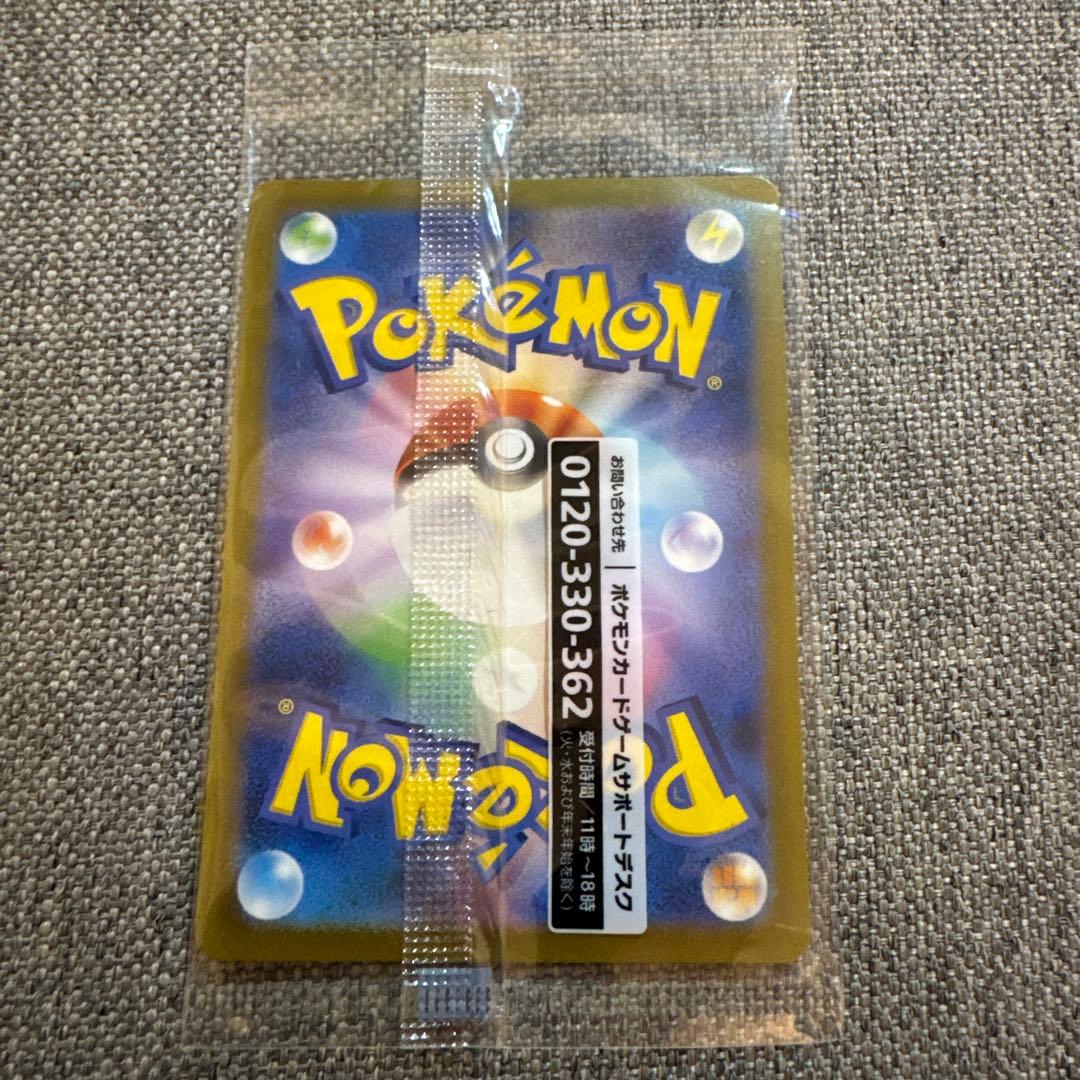 POKéMON
®
お問い合わせ先 | ポケモンカードゲームサポートデスク
0120-330-362 受付時間/11時～18時
(火・水および年末年始を除く)
POKéMON
®